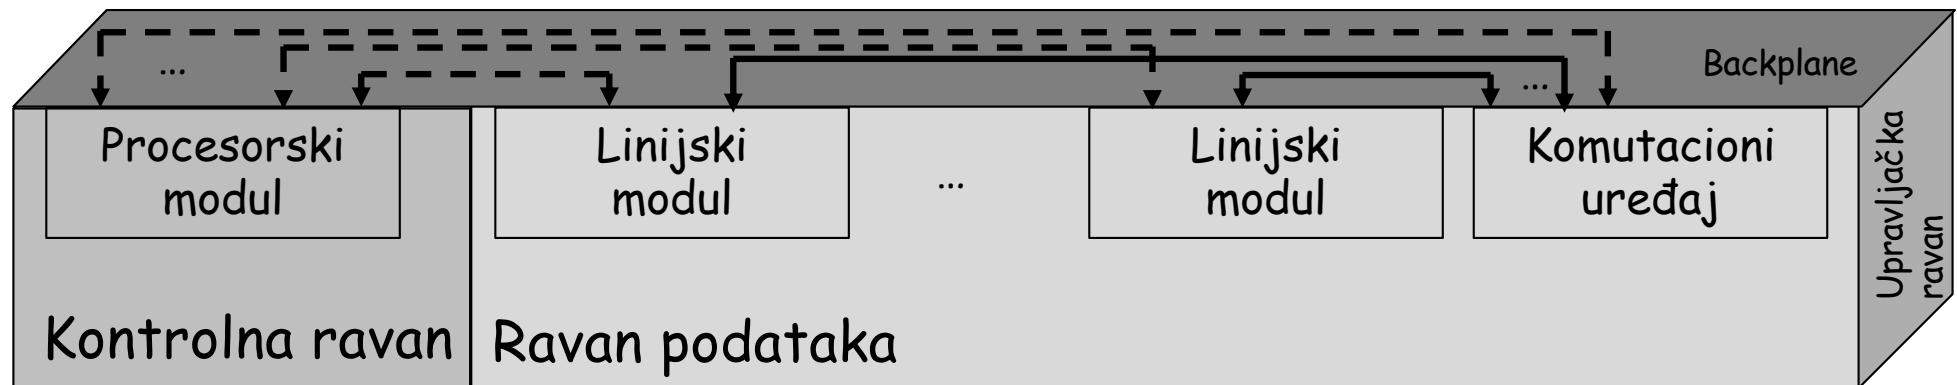 ...
...
Backplane
Procesorski
modul
Linijski
modul
...
Linijski
modul
Komutacioni
uređaj
Upravljačka
ravan
Kontrolna ravan
Ravan podataka